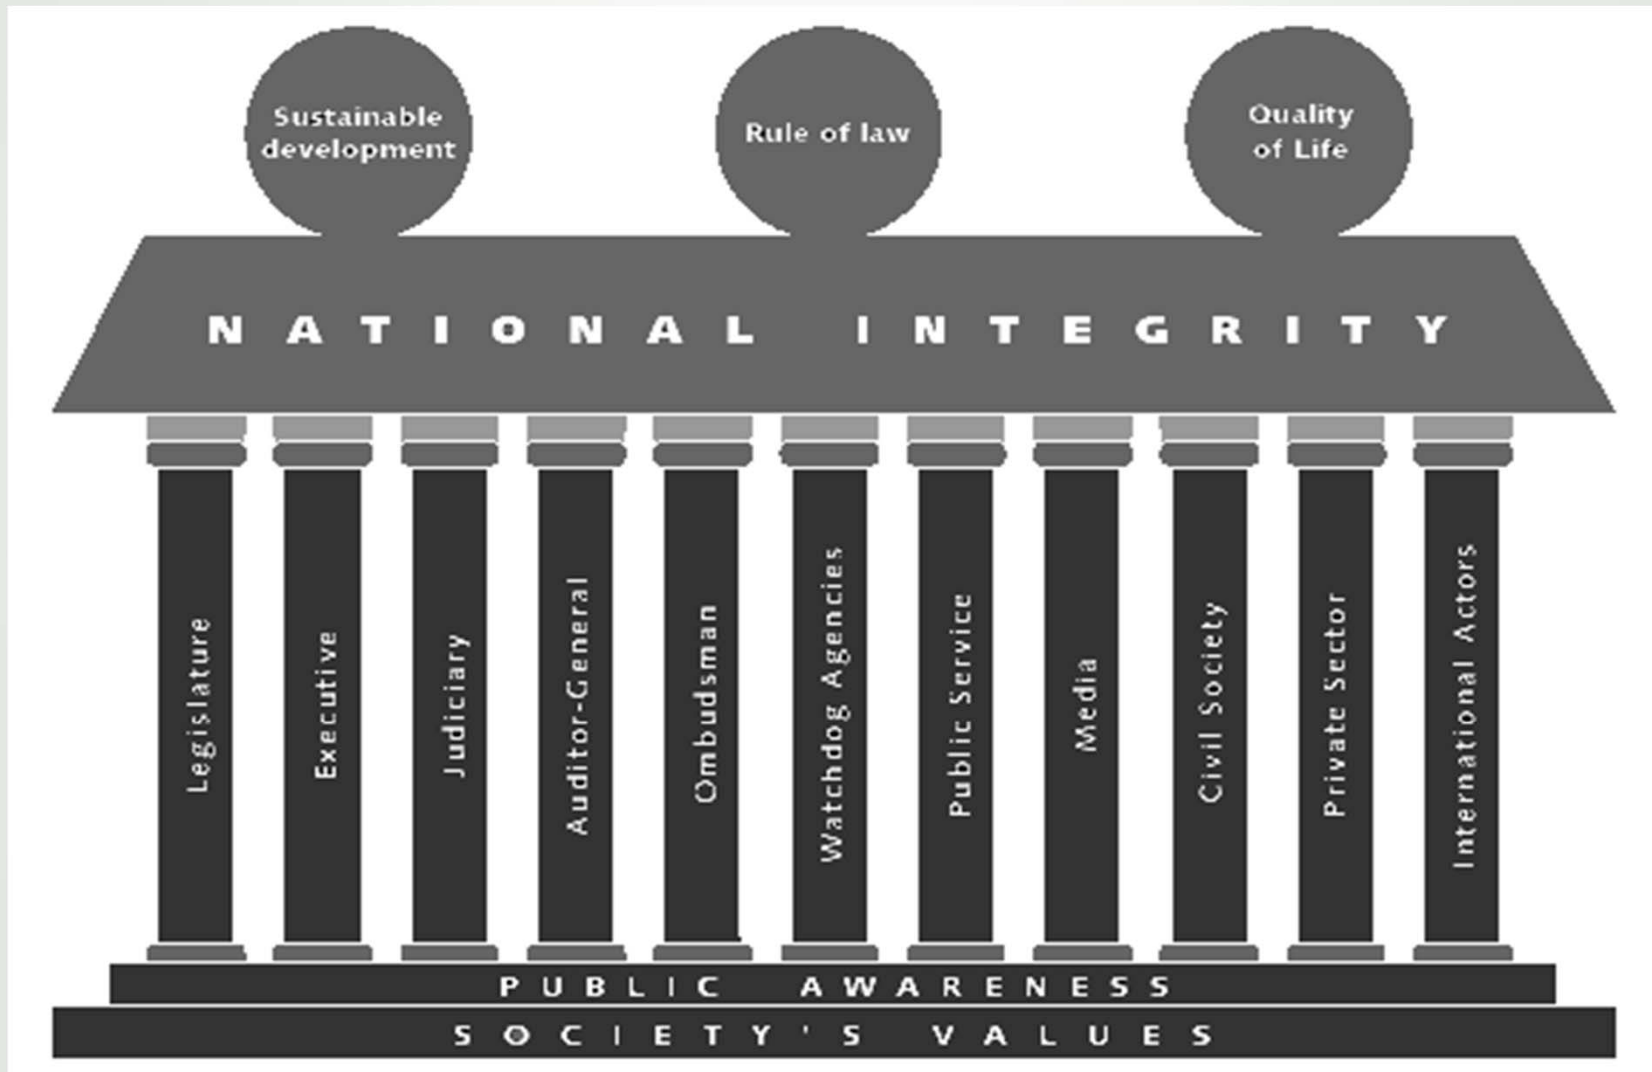 Sustainable
development
Rule of law
Quality
of Life
NATIONAL INTEGRITY
Legislature
Executive
Judiciary
Auditor-General
Ombudsman
Watchdog Agencies
Public Service
Media
Civil Society
Private Sector
International Actors
PUBLIC AWARENESS
SOCIETY'S VALUES